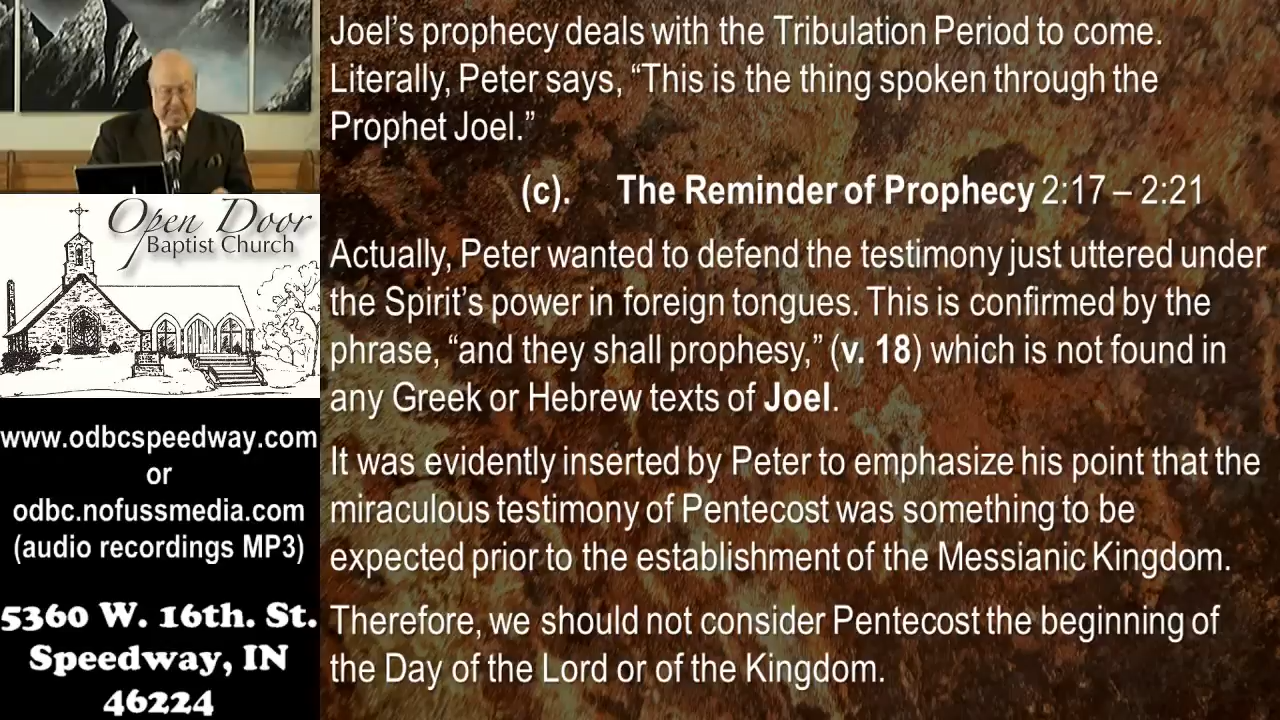 Joel’s prophecy deals with the Tribulation Period to come.
Literally, Peter says, “This is the thing spoken through the
Prophet Joel.”
(c). The Reminder of Prophecy 2:17 – 2:21
Actually, Peter wanted to defend the testimony just uttered under
the Spirit’s power in foreign tongues. This is confirmed by the
phrase, “and they shall prophesy,” (v. 18) which is not found in
any Greek or Hebrew texts of Joel.
It was evidently inserted by Peter to emphasize his point that the
miraculous testimony of Pentecost was something to be
expected prior to the establishment of the Messianic Kingdom.
Therefore, we should not consider Pentecost the beginning of
the Day of the Lord or of the Kingdom.
Open Door
Baptist Church
www.odbcspeedway.com
or
odbc.nofussmedia.com
(audio recordings MP3)
5360 W. 16th. St.
Speedway, IN
46224